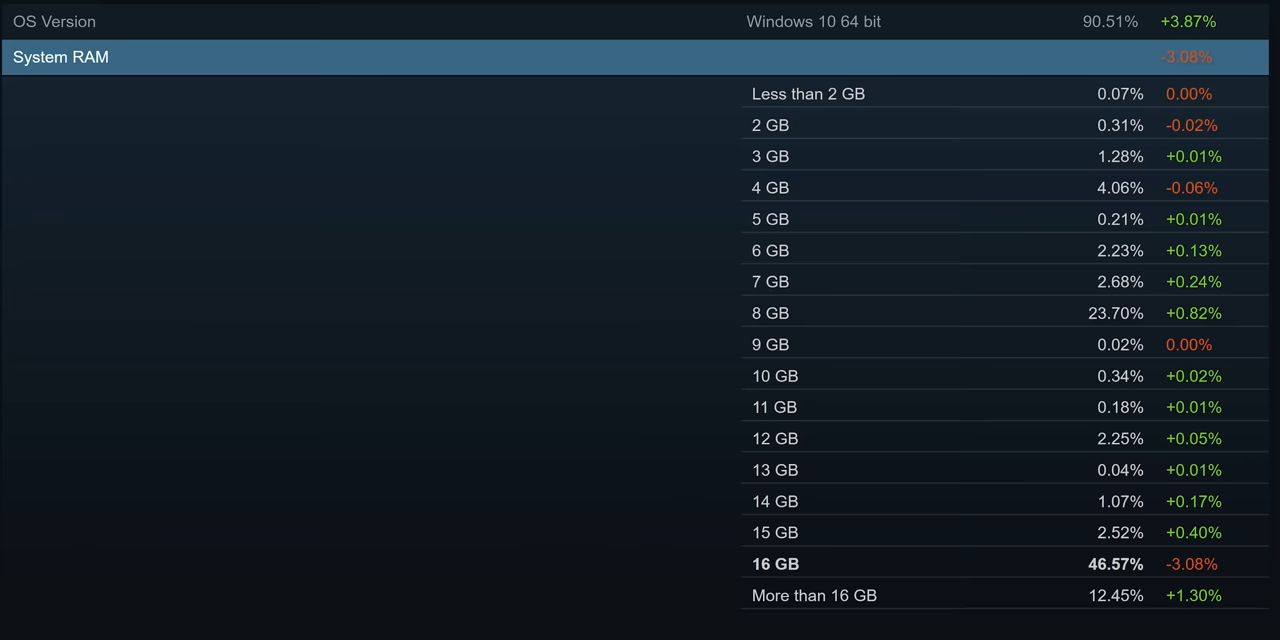 OS Version Windows 10 64 bit 90.51% +3.87%
System RAM -3.08%
Less than 2 GB 0.07% 0.00%
2 GB 0.31% -0.02%
3 GB 1.28% +0.01%
4 GB 4.06% -0.06%
5 GB 0.21% +0.01%
6 GB 2.23% +0.13%
7 GB 2.68% +0.24%
8 GB 23.70% +0.82%
9 GB 0.02% 0.00%
10 GB 0.34% +0.02%
11 GB 0.18% +0.01%
12 GB 2.25% +0.05%
13 GB 0.04% +0.01%
14 GB 1.07% +0.17%
15 GB 2.52% +0.40%
16 GB 46.57% -3.08%
More than 16 GB 12.45% +1.30%